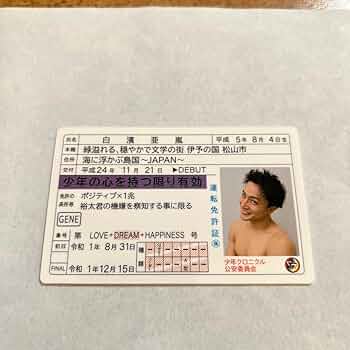 氏名 白濱亜嵐 平成 5年 8月 4日生
本籍 緑溢れる、穏やかで文学の街 伊予の国 松山市
住所 海に浮かぶ島国〜JAPAN〜
交付 平成24年 11月 21日 ▷DEBUT
少年の心を持つ限り有効
免許の条件等 ポジティブ×1兆
裕太君の機嫌を察知する事に限る
GENE
番号 第 LOVE+DREAM+HAPPINESS 号
初回 令和 1年 8月31日
種類
FINAL 令和 1年12月15日
運転免許証
少年クロニクル
公安委員会